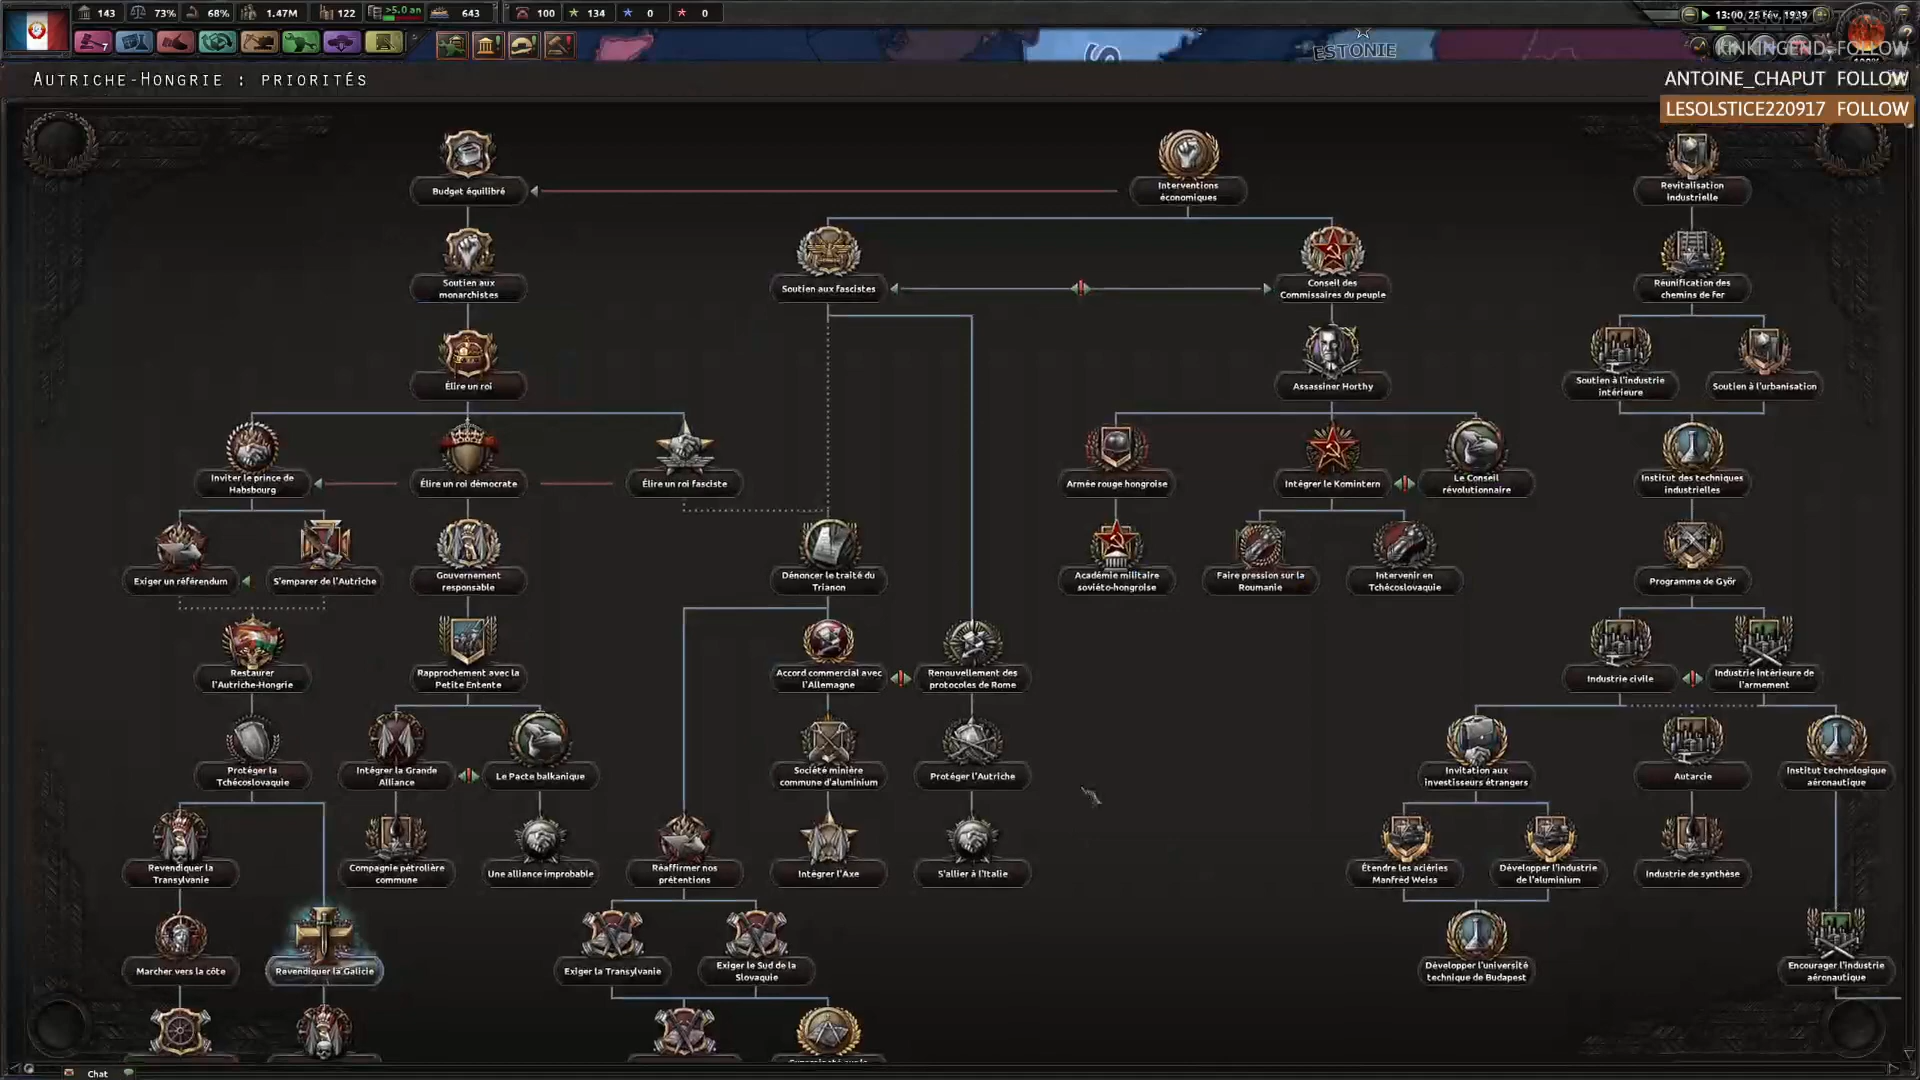 143 73% 68% 1.47M 122 >5.0 an 643 100 134 0 0
13:00, 25 fév, 1939
7
ESTONIE
KINKINGEND FOLLOW
AUTRICHE-HONGRIE : PRIORITÉS
ANTOINE_CHAPUT FOLLOW
LESOLSTICE220917 FOLLOW
Budget équilibré
Interventions
économiques
Revitalisation
industrielle
Soutien aux
monarchistes
Soutien aux fascistes
Conseil des
Commissaires du peuple
Réunification des
chemins de fer
Élire un roi
Assassiner Horthy
Soutien à l'industrie
intérieure
Soutien à l'urbanisation
Inviter le prince de
Habsbourg
Élire un roi démocrate
Élire un roi fasciste
Armée rouge hongroise
Intégrer le Komintern
Le Conseil
révolutionnaire
Institut des techniques
industrielles
Exiger un référendum
S'emparer de l'Autriche
Gouvernement
responsable
Dénoncer le traité du
Trianon
Académie militaire
soviéto-hongroise
Faire pression sur la
Roumanie
Intervenir en
Tchécoslovaquie
Programme de Györ
Restaurer
l'Autriche-Hongrie
Rapprochement avec la
Petite Entente
Accord commercial avec
l'Allemagne
Renouvellement des
protocoles de Rome
Industrie civile
Industrie Intérieure de
l'armement
Protéger la
Tchécoslovaquie
Intégrer la Grande
Alliance
Le Pacte balkanique
Société minière
commune d'aluminium
Protéger l'Autriche
Invitation aux
investisseurs étrangers
Autarcie
Institut technologique
aéronautique
Revendiquer la
Transylvanie
Compagnie pétrolière
commune
Une alliance improbable
Réaffirmer nos
prétentions
Intégrer l'Axe
S'allier à l'Italie
Étendre les aciéries
Manfréd Weiss
Développer l'industrie
de l'aluminium
Industrie de synthèse
Marcher vers la côte
Revendiquer la Galicie
Exiger la Transylvanie
Exiger le Sud de la
Slovaquie
Développer l'université
technique de Budapest
Encourager l'industrie
aéronautique
Chat